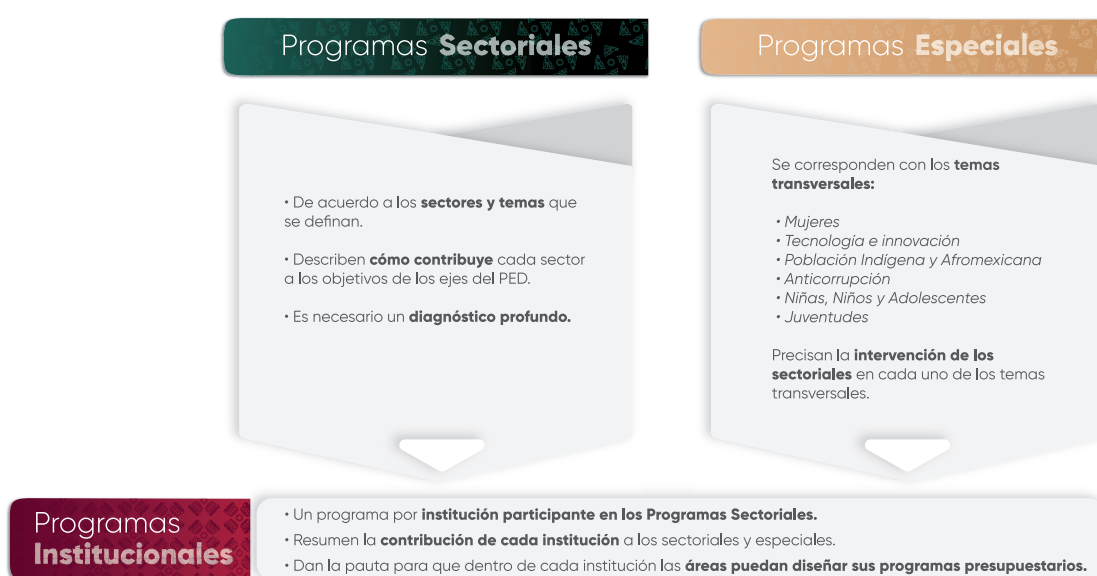 Programas Sectoriales
• De acuerdo a los sectores y temas que
se definan.
• Describen cómo contribuye cada sector
a los objetivos de los ejes del PED.
• Es necesario un diagnóstico profundo.
Programas Especiales
Se corresponden con los temas
transversales:
• Mujeres
• Tecnología e innovación
• Población Indígena y Afromexicana
• Anticorrupción
• Niñas, Niños y Adolescentes
• Juventudes
Precisan la intervención de los
sectoriales en cada uno de los temas
transversales.
Programas
Institucionales
• Un programa por institución participante en los Programas Sectoriales.
• Resumen la contribución de cada institución a los sectoriales y especiales.
• Dan la pauta para que dentro de cada institución las áreas puedan diseñar sus programas presupuestarios.